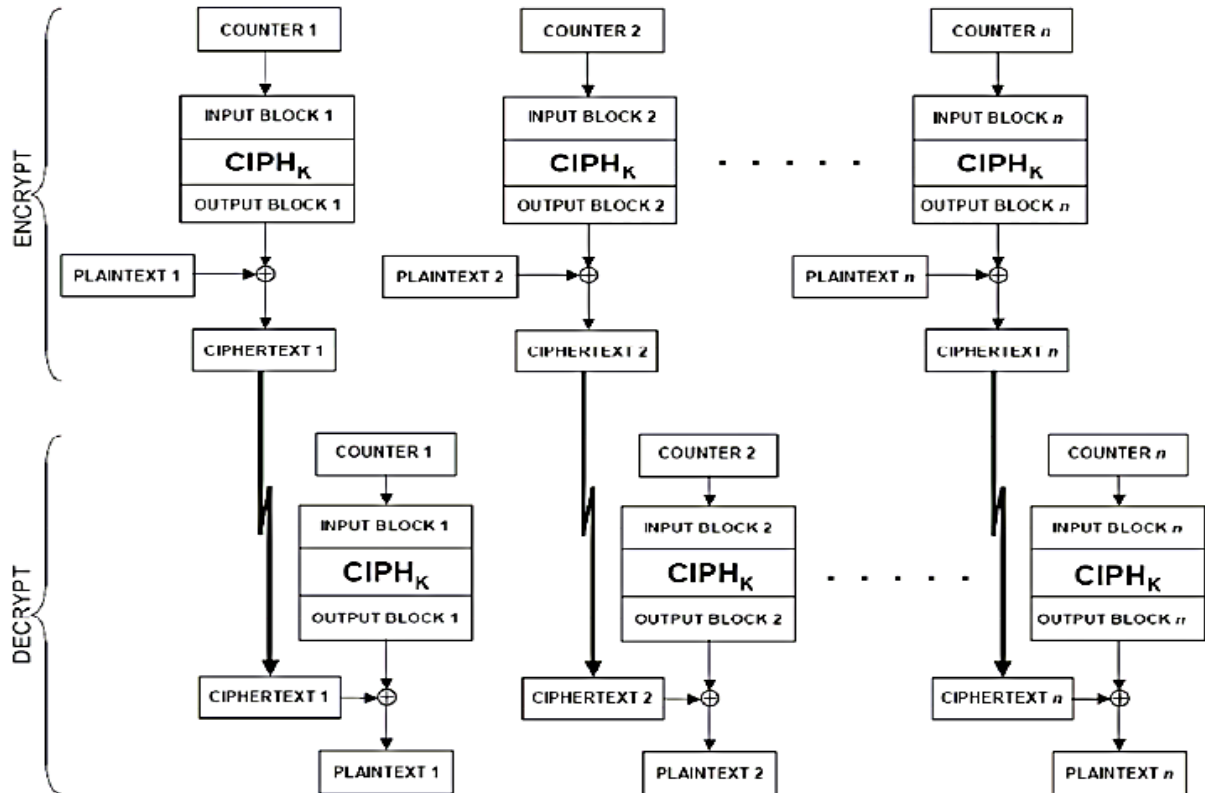 COUNTER 1
COUNTER 2
COUNTER n
INPUT BLOCK 1
INPUT BLOCK 2
INPUT BLOCK n
CIPHK
CIPHK
CIPHK
OUTPUT BLOCK 1
OUTPUT BLOCK 2
OUTPUT BLOCK n
ENCRYPT
PLAINTEXT 1
PLAINTEXT 2
PLAINTEXT n
CIPHERTEXT 1
CIPHERTEXT 2
CIPHERTEXT n
COUNTER 1
COUNTER 2
COUNTER n
INPUT BLOCK 1
INPUT BLOCK 2
INPUT BLOCK n
CIPHK
CIPHK
CIPHK
OUTPUT BLOCK 1
OUTPUT BLOCK 2
OUTPUT BLOCK n
DECRYPT
CIPHERTEXT 1
CIPHERTEXT 2
CIPHERTEXT n
PLAINTEXT 1
PLAINTEXT 2
PLAINTEXT n